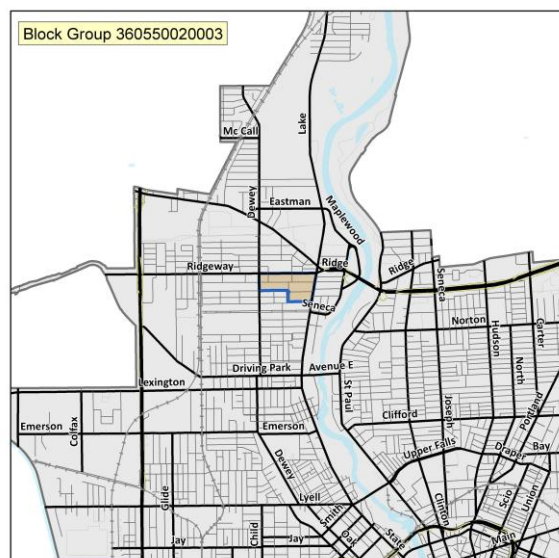 Block Group 360550020003
Mc Call
Lake
Dewey
Eastman
Maplewood
Ridgeway
Ridge
Ridge
Seneca
Seneca
Norton
Hudson
Carter
North
Driving Park
Avenue E
Lexington
St Paul
Portland
Emerson
Colfax
Emerson
Clifford
Joseph
Upper Falls
Draper
Bay
Dewey
Glide
Lyell
Smith
Clinton
Scio
Union
Child
Jay
Jay
Oak
State
Main